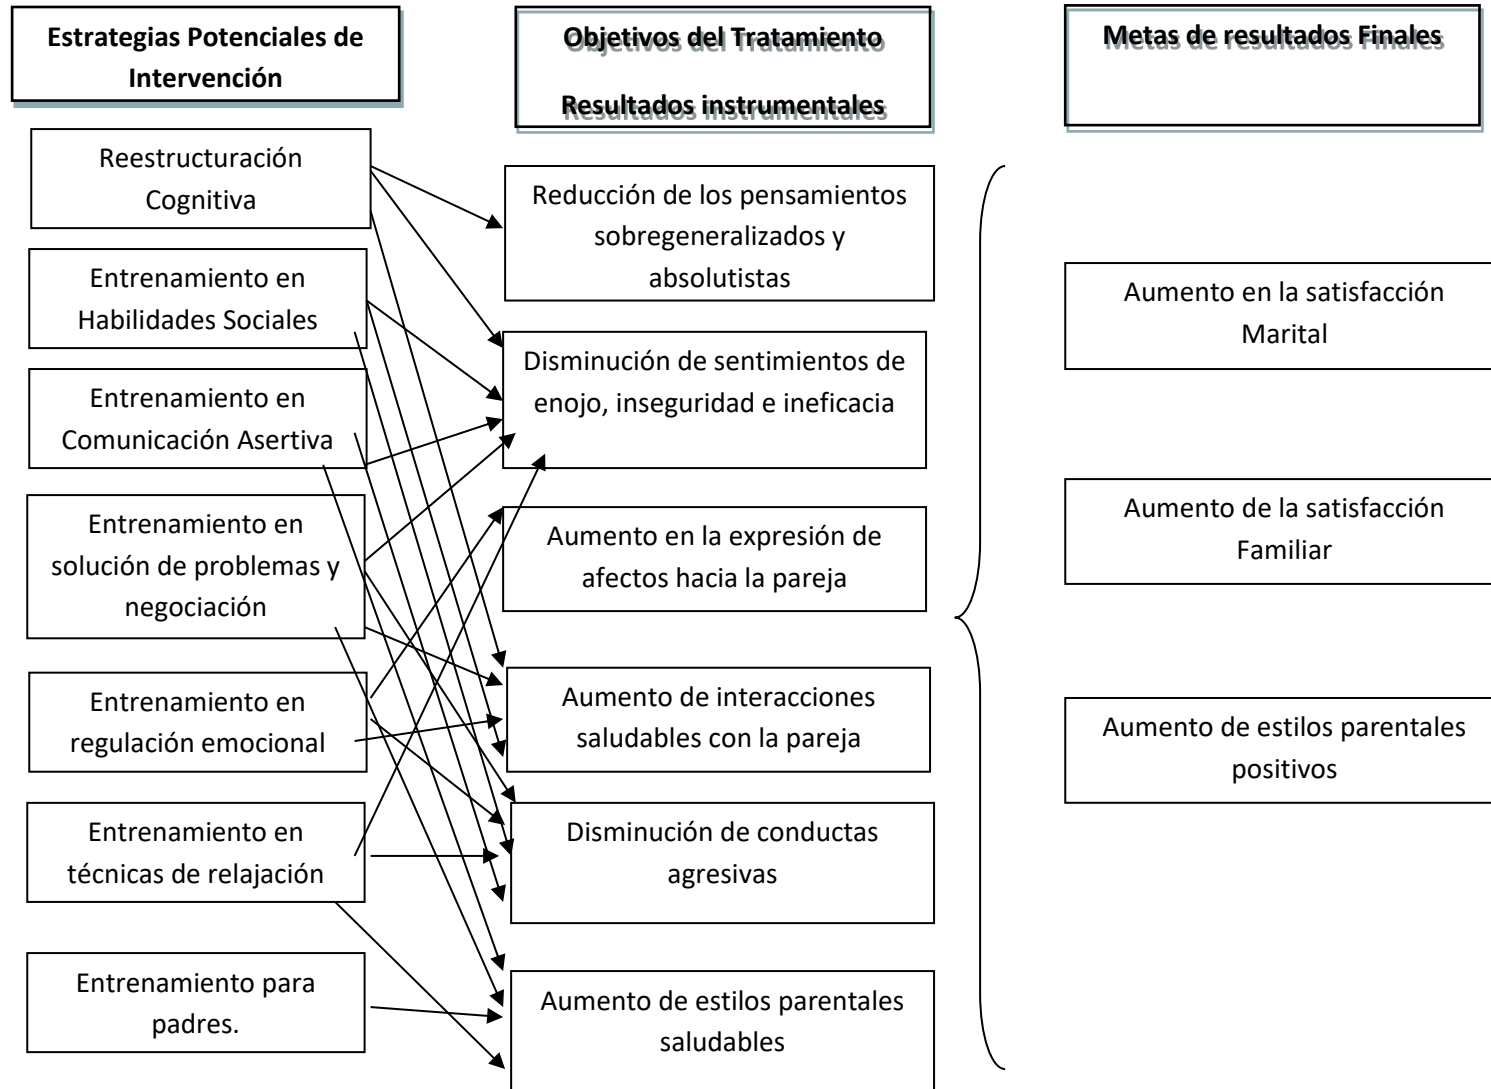 Estrategias Potenciales de
Intervención
Objetivos del Tratamiento
Resultados instrumentales
Metas de resultados Finales
Reestructuración
Cognitiva
Entrenamiento en
Habilidades Sociales
Entrenamiento en
Comunicación Asertiva
Entrenamiento en
solución de problemas y
negociación
Entrenamiento en
regulación emocional
Entrenamiento en
técnicas de relajación
Entrenamiento para
padres.
Reducción de los pensamientos
sobregeneralizados y
absolutistas
Disminución de sentimientos de
enojo, inseguridad e ineficacia
Aumento en la expresión de
afectos hacia la pareja
Aumento de interacciones
saludables con la pareja
Disminución de conductas
agresivas
Aumento de estilos parentales
saludables
Aumento en la satisfacción
Marital
Aumento de la satisfacción
Familiar
Aumento de estilos parentales
positivos